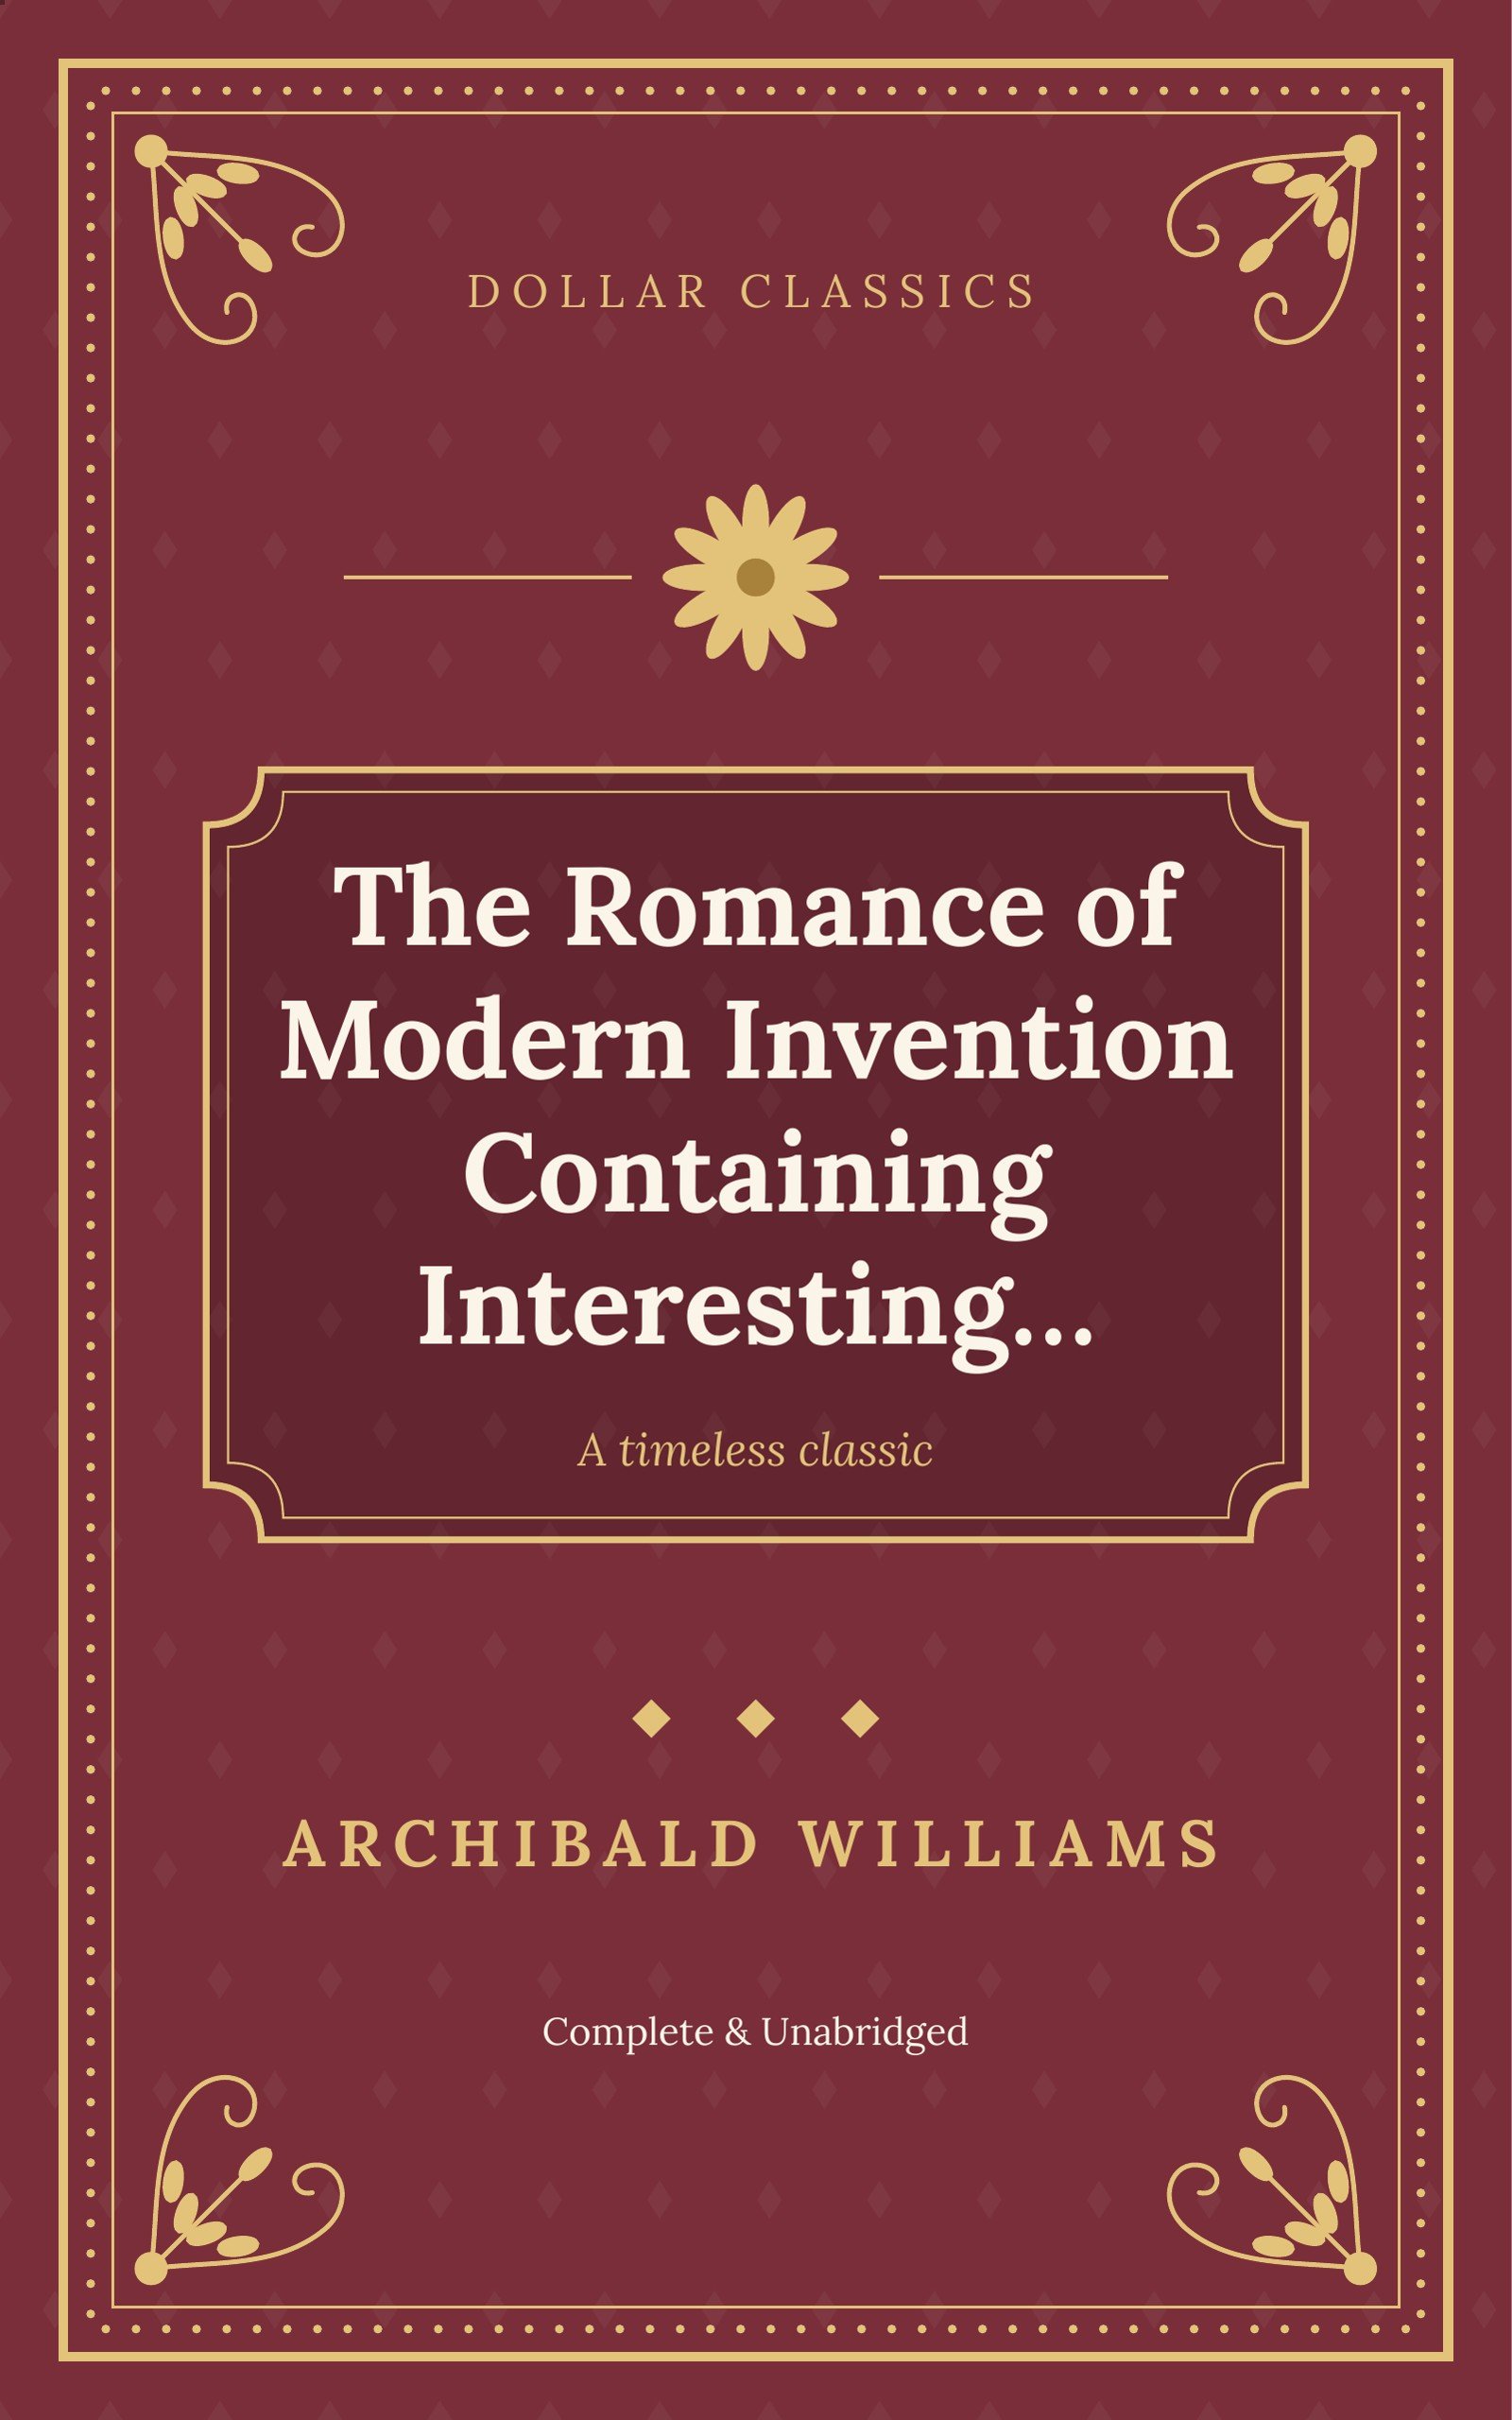 DOLLAR CLASSICS
The Romance of
Modern Invention
Containing
Interesting...
A timeless classic
ARCHIBALD WILLIAMS
Complete & Unabridged